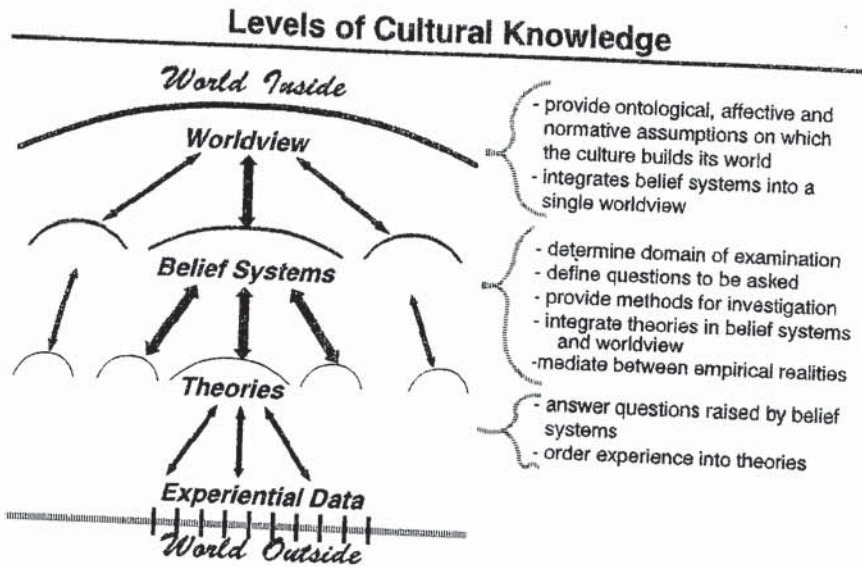 Levels of Cultural Knowledge
World Inside
Worldview
Belief Systems
Theories
Experiential Data
World Outside
- provide ontological, affective and
normative assumptions on which
the culture builds its world
- integrates belief systems into a
single worldview
- determine domain of examination
- define questions to be asked
- provide methods for investigation
- integrate theories in belief systems
and worldview
-mediate between empirical realities
- answer questions raised by belief
systems
- order experience into theories